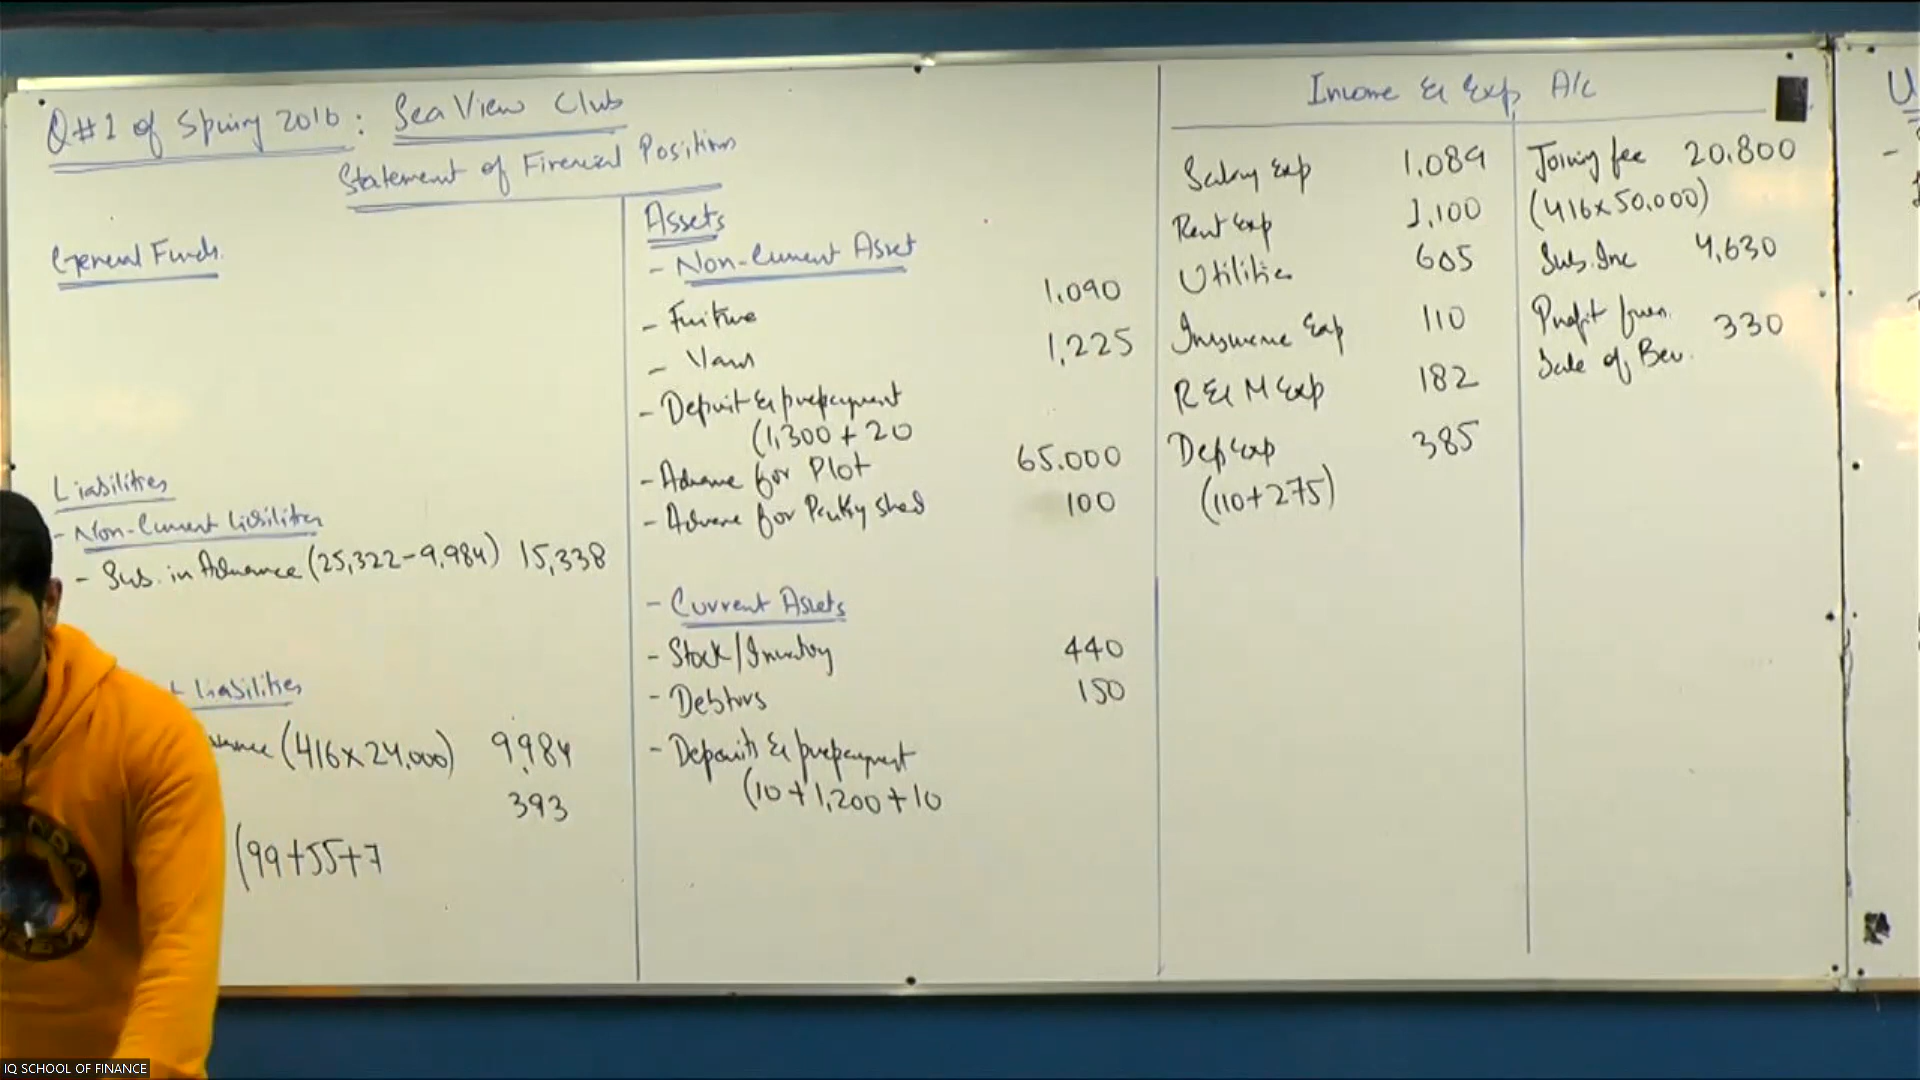 Q#1 of Spring 2016: Sea View Club
Statement of Financial Position
General Funds
Liabilities
- Non-Current Liabilities
- Sub. in Advance (25,322-9,984) 15,338
t Liabilities
(416x24,000) 9,984
393
(99+55+7
Assets
- Non-Current Asset
- Furiture 1,090
- Vans 1,225
- Deposit & prepayment
(1,300+20
- Advance for Plot 65,000
- Advance for Parking shed 100
- Current Assets
- Stock/Inventory 440
- Debtors 150
- Deposits & prepayment
(10+1,200+10
Income & Exp A/c
Salary Exp 1,089
Rent Exp 1,100
Utilities 605
Insurance Exp 110
R & M Exp 182
Dep Exp 385
(110+275)
Joining fee 20,800
(416x50,000)
Sub. Inc 4,630
Profit from 330
Sale of Bev.
U
IQ SCHOOL OF FINANCE